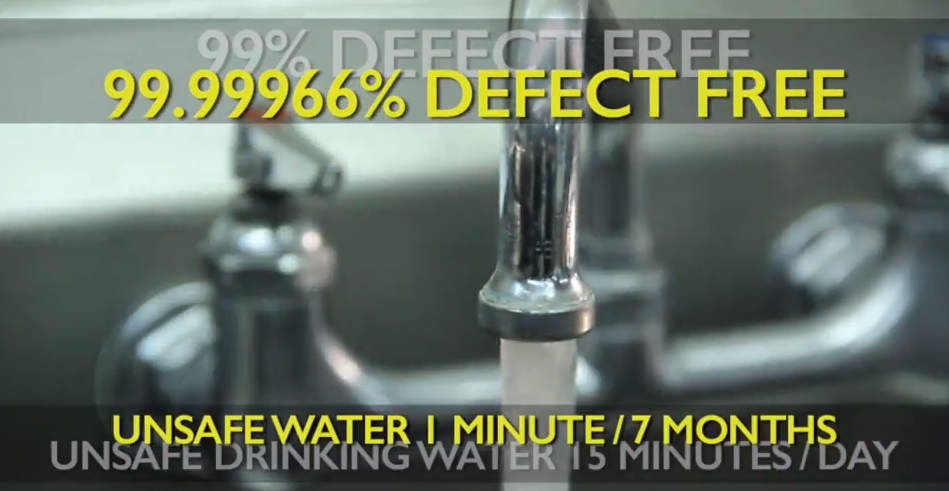 99% DEFECT FREE
99.99966% DEFECT FREE
UNSAFE WATER 1 MINUTE / 7 MONTHS
UNSAFE DRINKING WATER 15 MINUTES / DAY